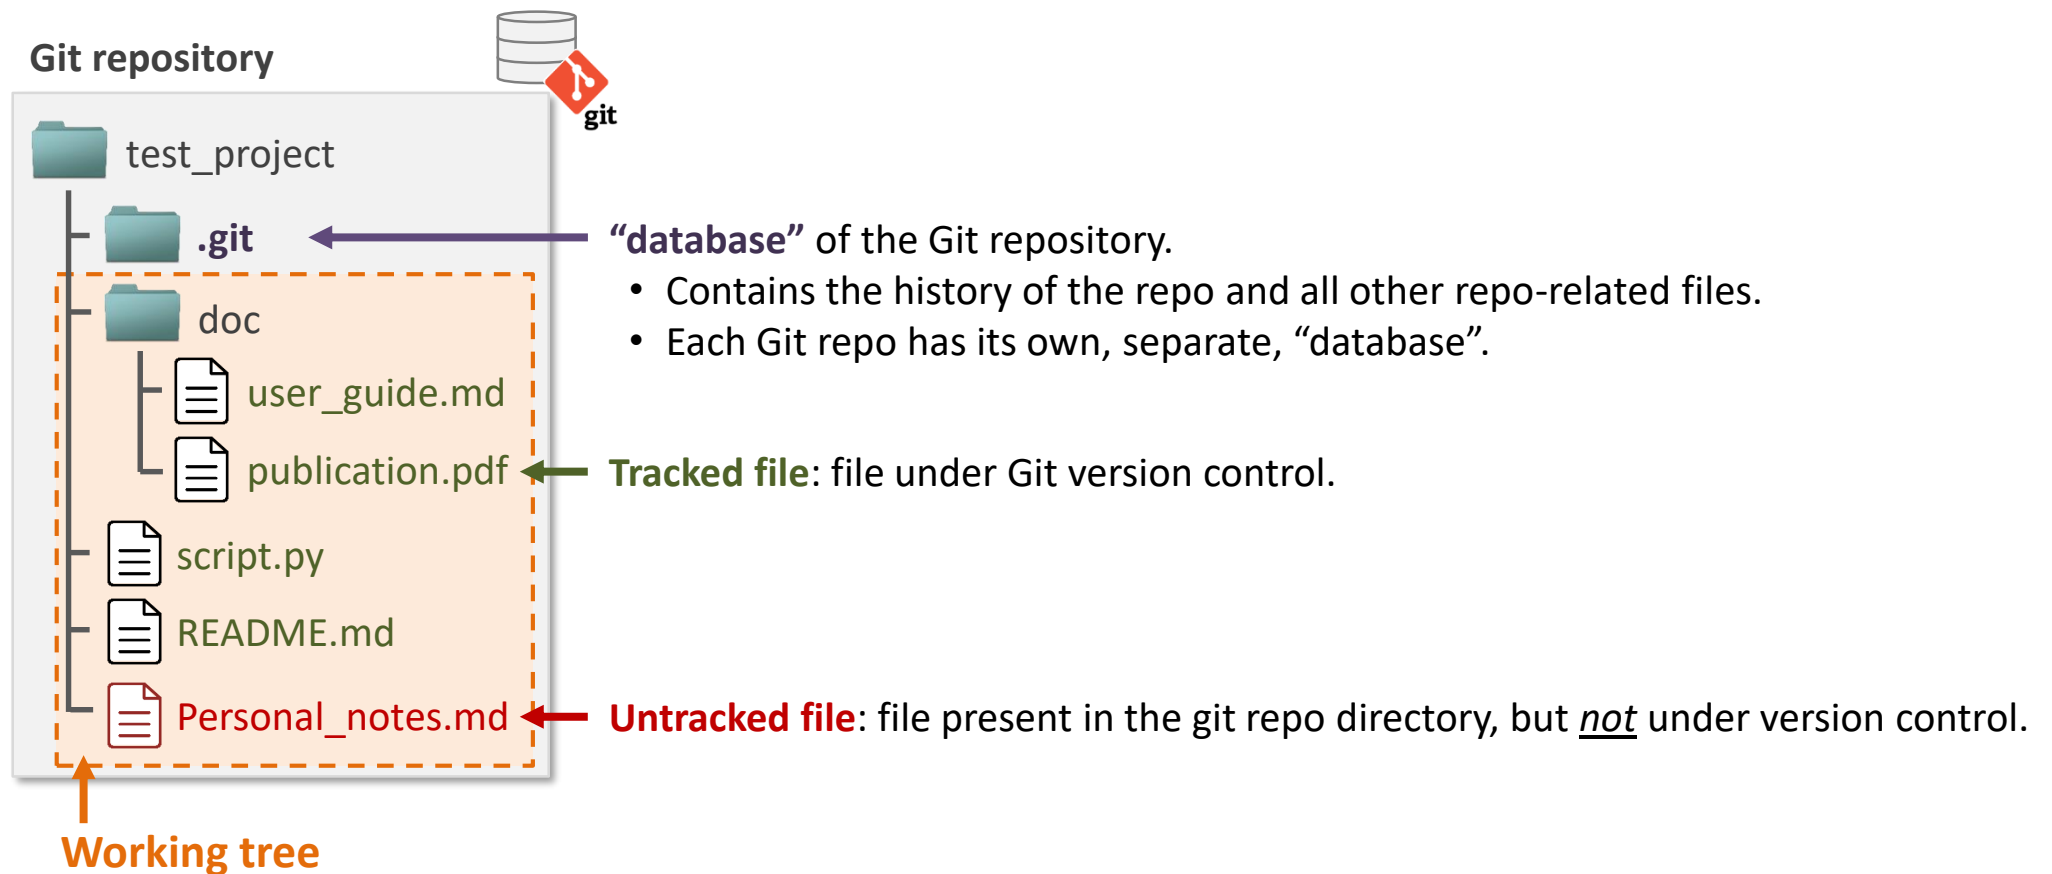 Git repository
git
test_project
.git
“database” of the Git repository.
• Contains the history of the repo and all other repo-related files.
• Each Git repo has its own, separate, “database”.
doc
user_guide.md
publication.pdf
Tracked file: file under Git version control.
script.py
README.md
Personal_notes.md
Untracked file: file present in the git repo directory, but not under version control.
Working tree